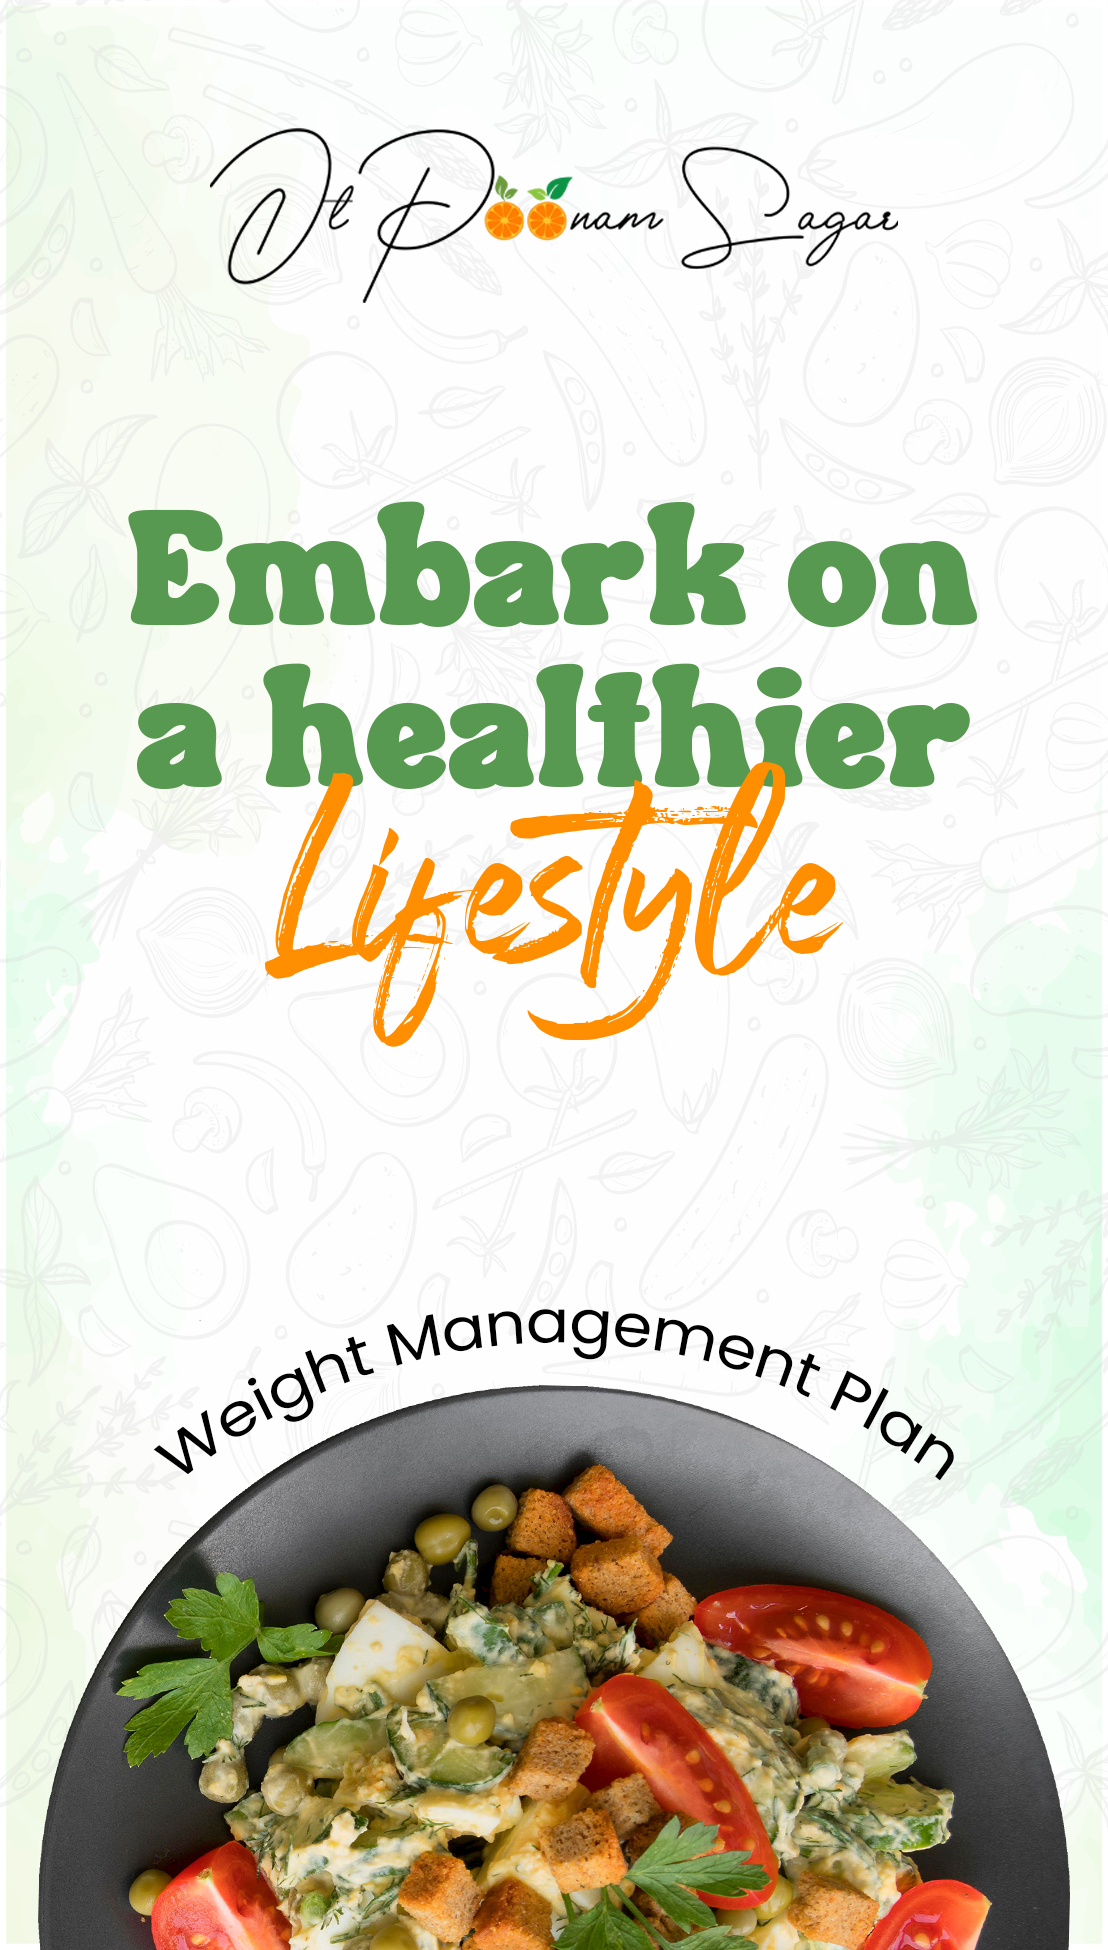 Dt Poonam Sagar
Embark on
a healthier
Lifestyle
Weight Management Plan